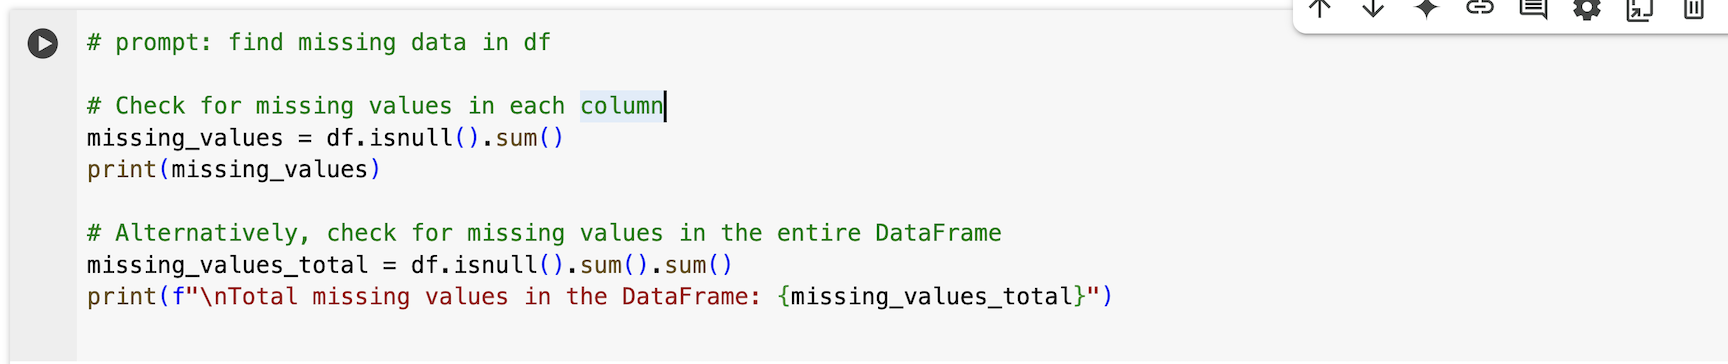 # prompt: find missing data in df
# Check for missing values in each column
missing_values = df.isnull().sum()
print(missing_values)
# Alternatively, check for missing values in the entire DataFrame
missing_values_total = df.isnull().sum().sum()
print(f"\nTotal missing values in the DataFrame: {missing_values_total}")